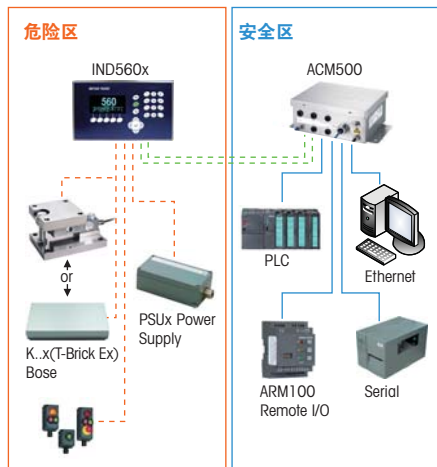 危险区
安全区
IND560x
ACM500
560
or
K..x(T-Brick Ex)
Bose
PSUx Power
Supply
PLC
Ethernet
ARM100
Remote I/O
Serial